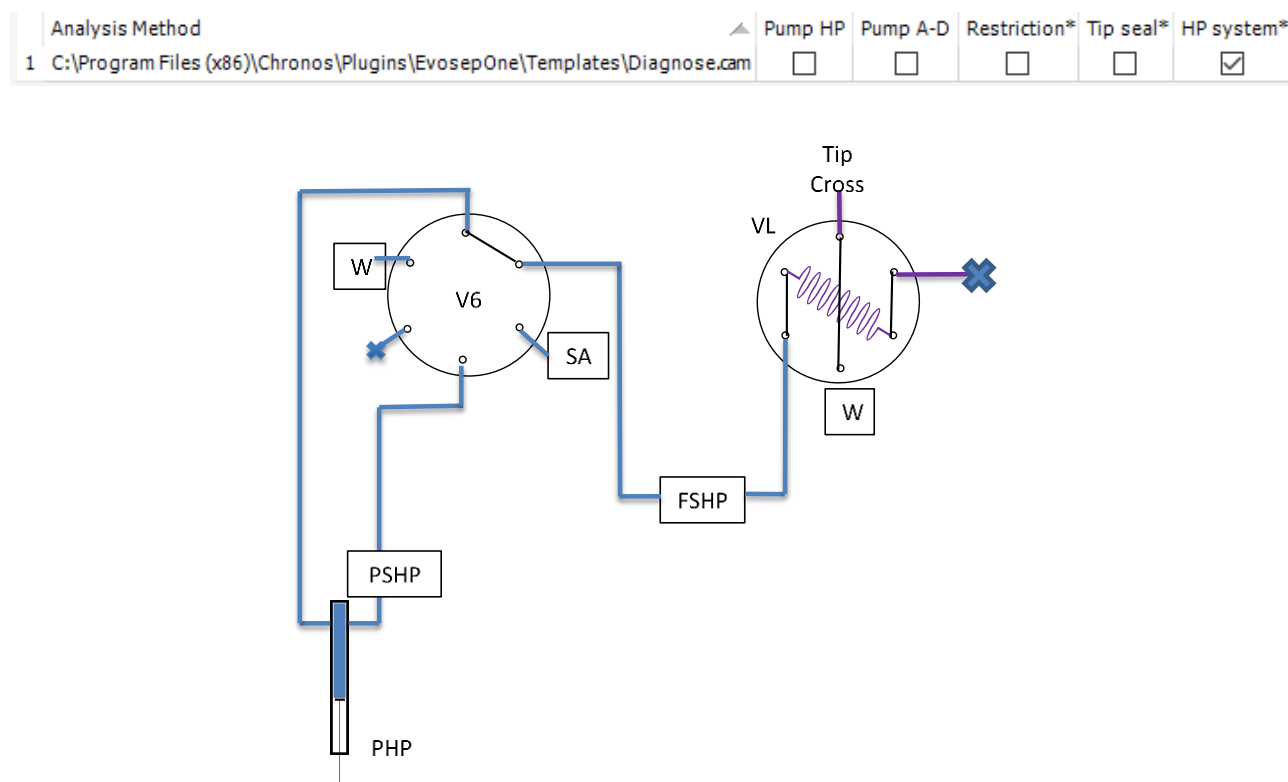 Analysis Method Pump HP Pump A-D Restriction* Tip seal* HP system*
1 C:\Program Files (x86)\Chronos\Plugins\EvosepOne\Templates\Diagnose.cam
Tip
Cross
VL
W
V6
SA
W
FSHP
PSHP
PHP